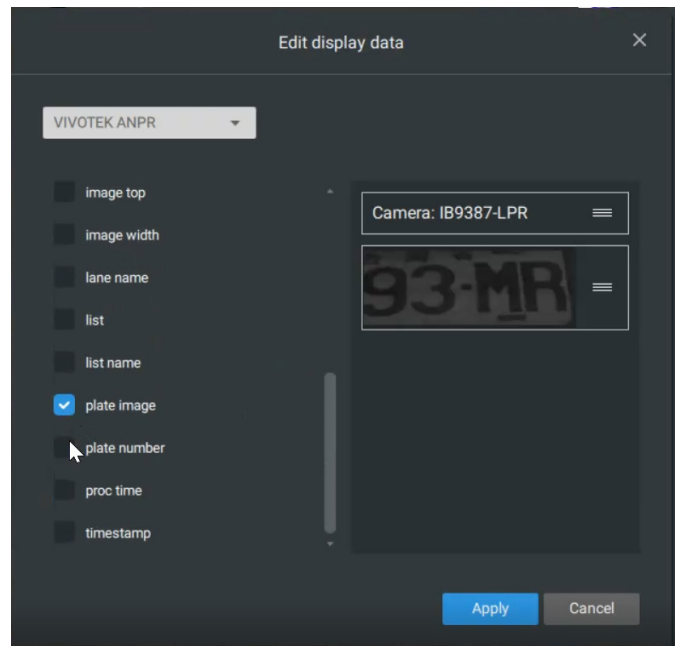 Edit display data
VIVOTEK ANPR
image top
image width
lane name
list
list name
plate image
plate number
proc time
timestamp
Camera: IB9387-LPR
93-MR
Apply
Cancel